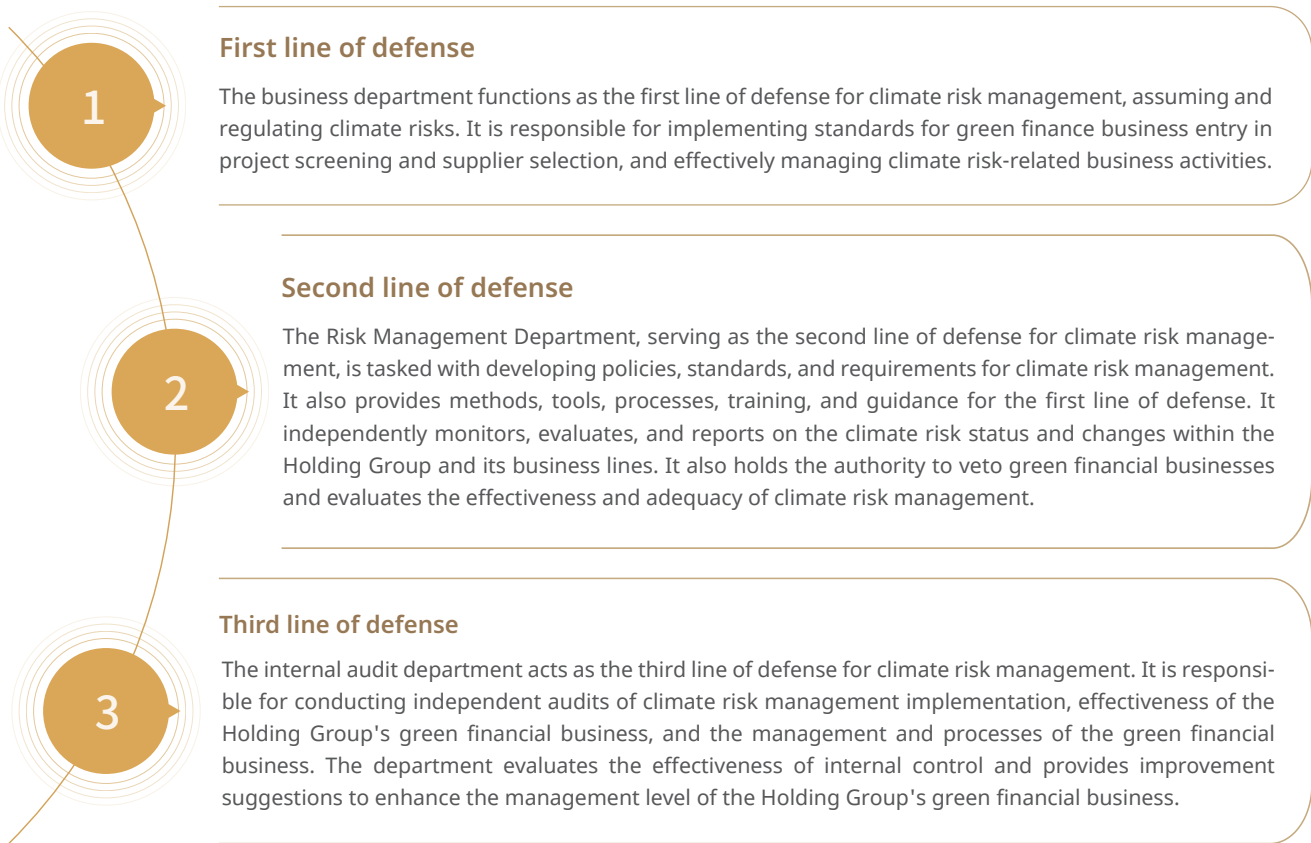 1
First line of defense
The business department functions as the first line of defense for climate risk management, assuming and
regulating climate risks. It is responsible for implementing standards for green finance business entry in
project screening and supplier selection, and effectively managing climate risk-related business activities.
2
Second line of defense
The Risk Management Department, serving as the second line of defense for climate risk manage-
ment, is tasked with developing policies, standards, and requirements for climate risk management.
It also provides methods, tools, processes, training, and guidance for the first line of defense. It
independently monitors, evaluates, and reports on the climate risk status and changes within the
Holding Group and its business lines. It also holds the authority to veto green financial businesses
and evaluates the effectiveness and adequacy of climate risk management.
3
Third line of defense
The internal audit department acts as the third line of defense for climate risk management. It is responsi-
ble for conducting independent audits of climate risk management implementation, effectiveness of the
Holding Group's green financial business, and the management and processes of the green financial
business. The department evaluates the effectiveness of internal control and provides improvement
suggestions to enhance the management level of the Holding Group's green financial business.